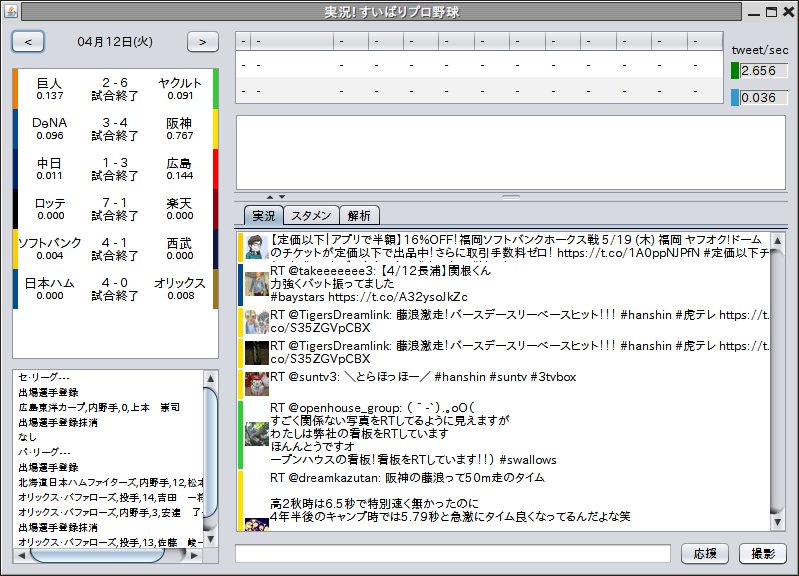 実況！すいばりプロ野球
<
04月12日(火)
>
巨人 2 - 6 ヤクルト
0.137 試合終了 0.091
DeNA 3 - 4 阪神
0.096 試合終了 0.767
中日 1 - 3 広島
0.011 試合終了 0.144
ロッテ 7 - 1 楽天
0.000 試合終了 0.000
ソフトバンク 4 - 1 西武
0.004 試合終了 0.000
日本ハム 4 - 0 オリックス
0.000 試合終了 0.008
セ・リーグ---
出場選手登録
広島東洋カープ,内野手,0,上本　崇司
出場選手登録抹消
なし
パ・リーグ---
出場選手登録
北海道日本ハムファイターズ,内野手,12,松本
オリックス・バファローズ,投手,14,吉田　一将
オリックス・バファローズ,内野手,3,安達　了一
出場選手登録抹消
オリックス・バファローズ,投手,13,佐藤　峻一
- - - - - - - - - - -
- - - - - - - - - - -
- - - - - - - - - - -
tweet/sec
2.656
0.036
実況 スタメン 解析
【定価以下|アプリで半額】16%OFF！福岡ソフトバンクホークス戦 5/19 (木) 福岡 ヤフオク！ドーム
のチケットが定価以下で出品中！さらに取引手数料ゼロ！ https://t.co/1A0ppNJPfN #定価以下チ
RT @takeeeeeee3: 【4/12長浦】関根くん
力強くバット振ってました
#baystars https://t.co/A32ysoJkZc
RT @TigersDreamlink: 藤浪激走！バースデースリーベースヒット！！！ #hanshin #虎テレ https://t.
co/S35ZGVpCBX
RT @TigersDreamlink: 藤浪激走！バースデースリーベースヒット！！！ #hanshin #虎テレ https://t.
co/S35ZGVpCBX
RT @suntv3: ＼とらほっほー／ #hanshin #suntv #3tvbox
RT @openhouse_group: ( ´ -`) .｡oO (
すごく関係ない写真をRTしてるように見えますが
わたしは弊社の看板をRTしています
ほんんとうですオ
ープンハウスの看板！看板をRTしています！！) #swallows
RT @dreamkazutan: 阪神の藤浪って50m走のタイム
高2秋時は6.5秒で特別速く無かったのに
4年半後のキャンプ時では5.79秒と急激にタイム良くなってるんだよな笑
応援
撮影